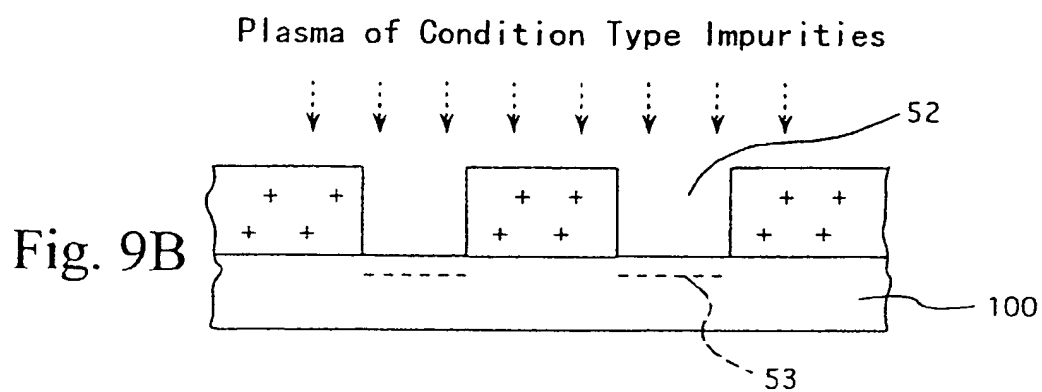 Plasma of Condition Type Impurities
52
+ + + + + +
+ + + + + +
Fig. 9B
100
53